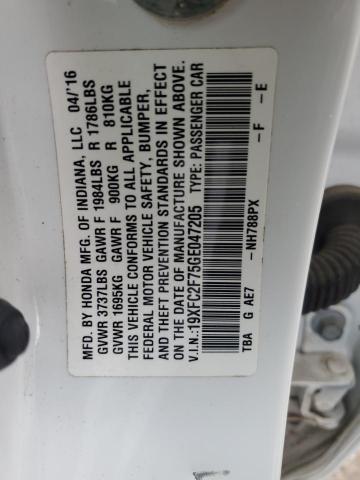 MFD. BY HONDA MFG. OF INDIANA, LLC 04/'16
GVWR 3737LBS GAWR F 1984LBS R 1786LBS
GVWR 1695KG GAWR F 900KG R 810KG
THIS VEHICLE CONFORMS TO ALL APPLICABLE
FEDERAL MOTOR VEHICLE SAFETY, BUMPER,
AND THEFT PREVENTION STANDARDS IN EFFECT
ON THE DATE OF MANUFACTURE SHOWN ABOVE.
V.I.N.:19XFC2F75GE047205 TYPE: PASSENGER CAR
-NH788PX -F -E
TBA G AE7